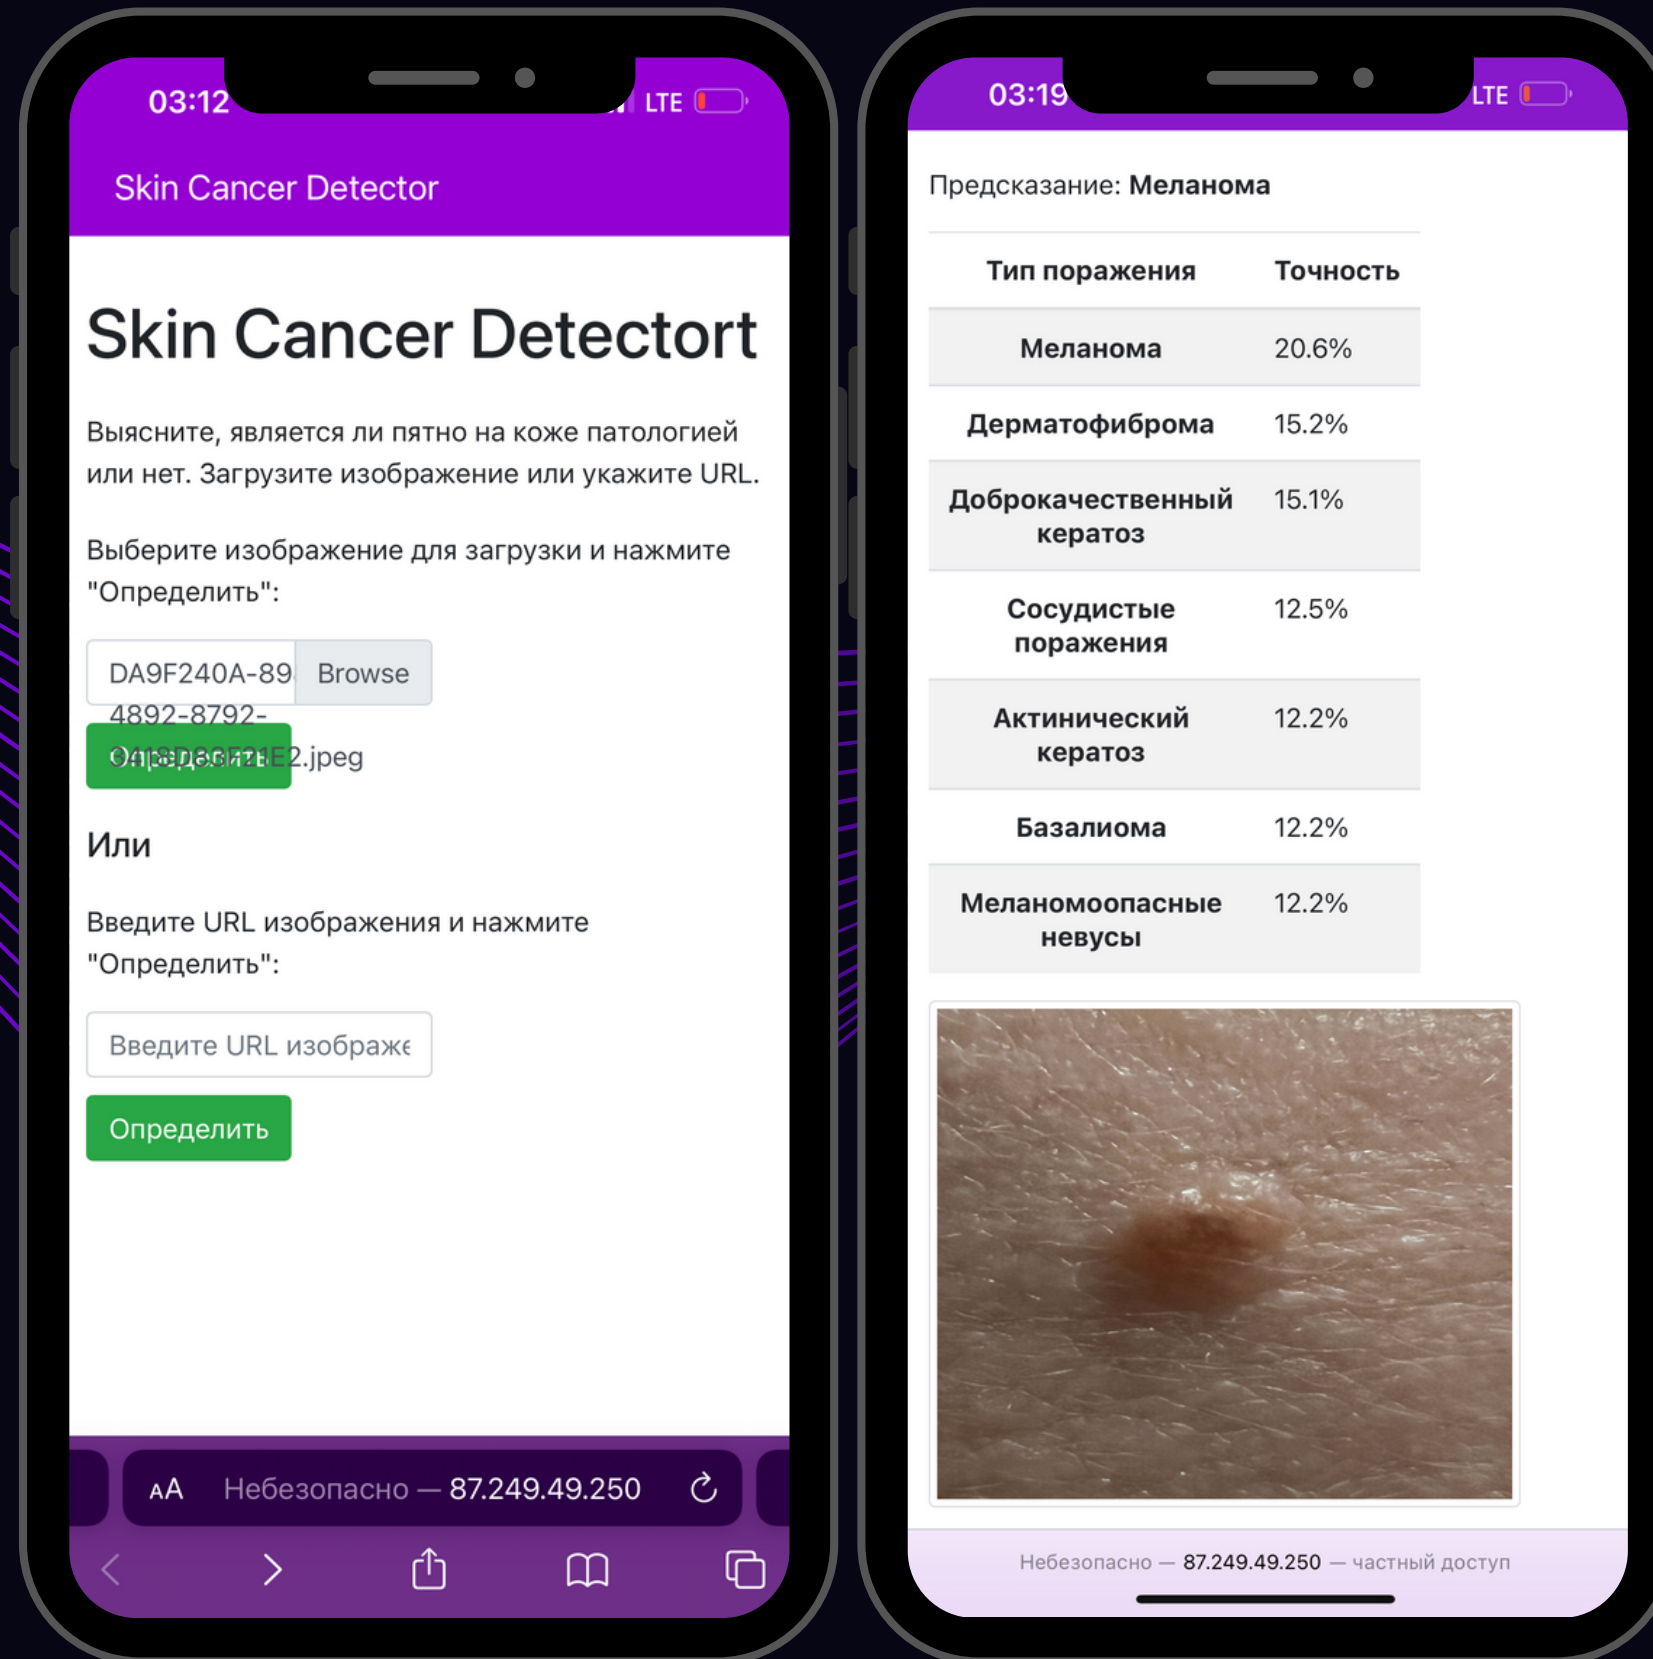 03:12
LTE
Skin Cancer Detector
Skin Cancer Detectort
Выясните, является ли пятно на коже патологией
или нет. Загрузите изображение или укажите URL.
Выберите изображение для загрузки и нажмите
"Определить":
DA9F240A-89
Browse
4892-8792-
Определить
E2.jpeg
Или
Введите URL изображения и нажмите
"Определить":
Введите URL изображе
Определить
AA Небезопасно — 87.249.49.250
03:19
LTE
Предсказание: Меланома
Тип поражения Точность
Меланома 20.6%
Дерматофиброма 15.2%
Доброкачественный 15.1%
кератоз
Сосудистые 12.5%
поражения
Актинический 12.2%
кератоз
Базалиома 12.2%
Меланомоопасные 12.2%
невусы
Небезопасно — 87.249.49.250 — частный доступ